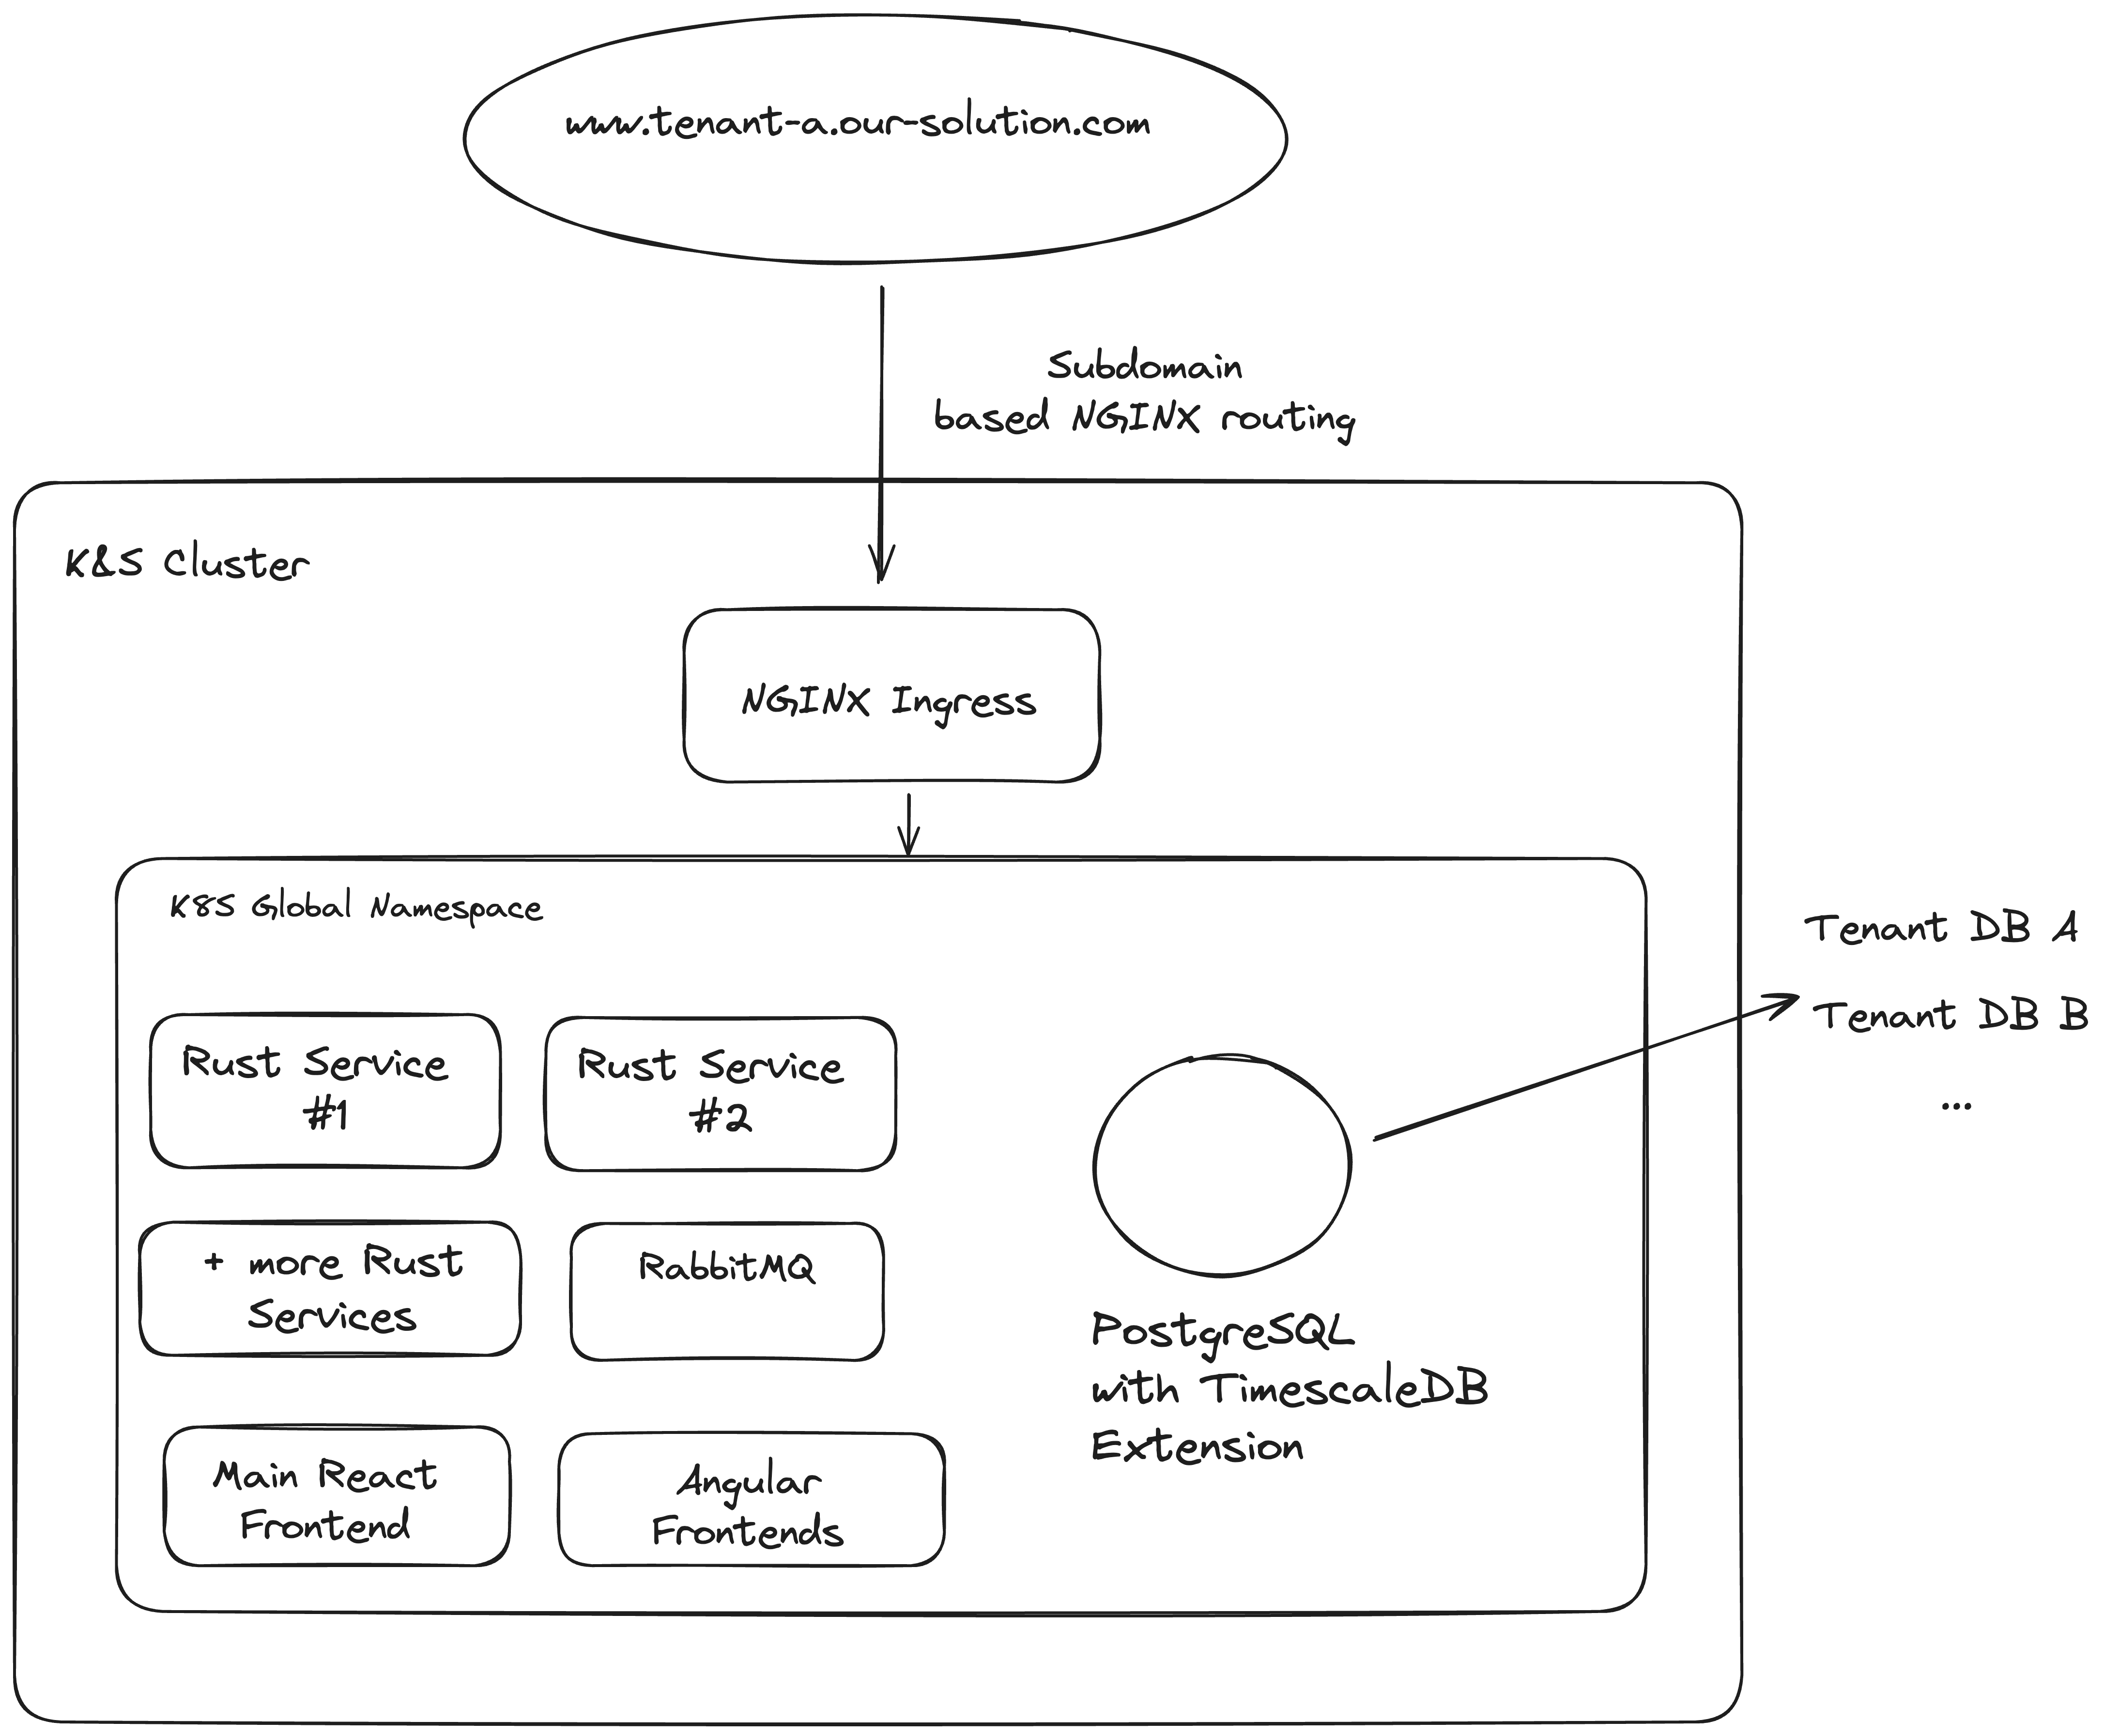 www.tenant-a.our-solution.com
Subdomain
based NGINX routing
K&S Cluster
NGINX Ingress
K8S Global Namespace
Rust Service
#1
Rust Service
#2
+ more Rust
Services
RabbitMQ
Main React
Frontend
Angular
Frontends
PostgreSQL
with TimescaleDB
Extension
Tenant DB A
Tenant DB B
...